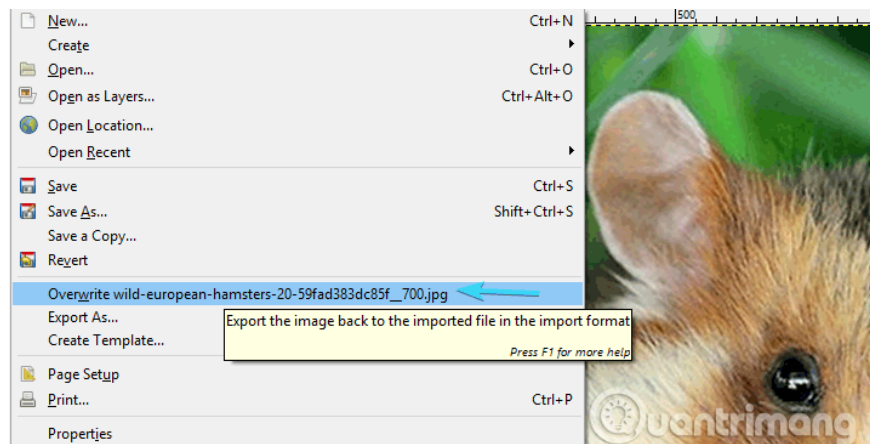 New... Ctrl+N
Create
Open... Ctrl+O
Open as Layers... Ctrl+Alt+O
Open Location...
Open Recent
Save Ctrl+S
Save As... Shift+Ctrl+S
Save a Copy...
Revert
Overwrite wild-european-hamsters-20-59fad383dc85f__700.jpg
Export As...
Export the image back to the imported file in the import format
Create Template...
Press F1 for more help
Page Setup
Print... Ctrl+P
Properties
500
Quantrimang